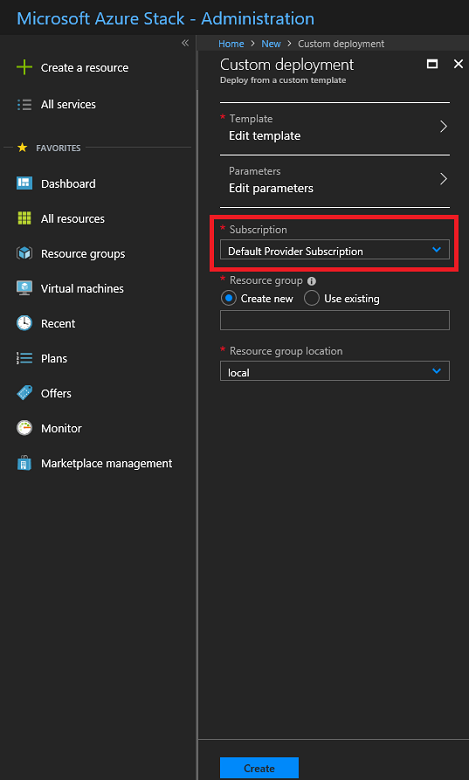 Microsoft Azure Stack - Administration
«
Create a resource
All services
FAVORITES
Dashboard
All resources
Resource groups
Virtual machines
Recent
Plans
Offers
Monitor
Marketplace management
Home > New > Custom deployment
Custom deployment
Deploy from a custom template
* Template
Edit template
Parameters
Edit parameters
* Subscription
Default Provider Subscription
* Resource group
Create new Use existing
* Resource group location
local
Create